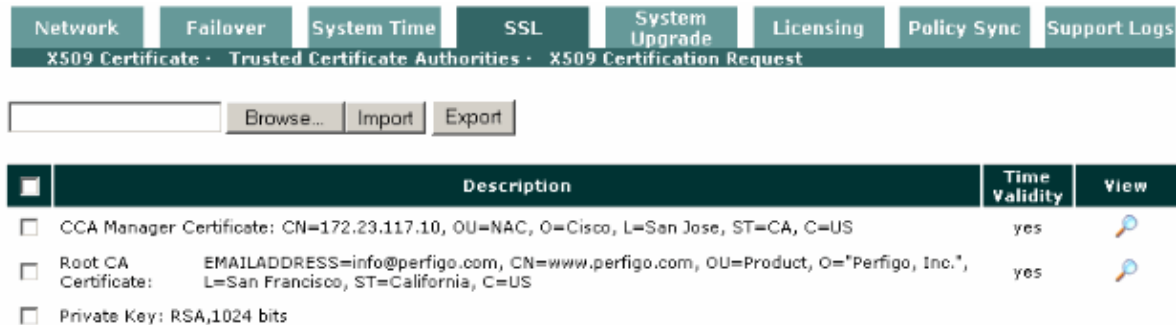 Network Failover System Time SSL System Upgrade Licensing Policy Sync Support Logs
X509 Certificate · Trusted Certificate Authorities · X509 Certification Request
Browse... Import Export
Description Time Validity View
CCA Manager Certificate: CN=172.23.117.10, OU=NAC, O=Cisco, L=San Jose, ST=CA, C=US yes
Root CA Certificate: EMAILADDRESS=info@perfigo.com, CN=www.perfigo.com, OU=Product, O="Perfigo, Inc.", L=San Francisco, ST=California, C=US yes
Private Key: RSA,1024 bits